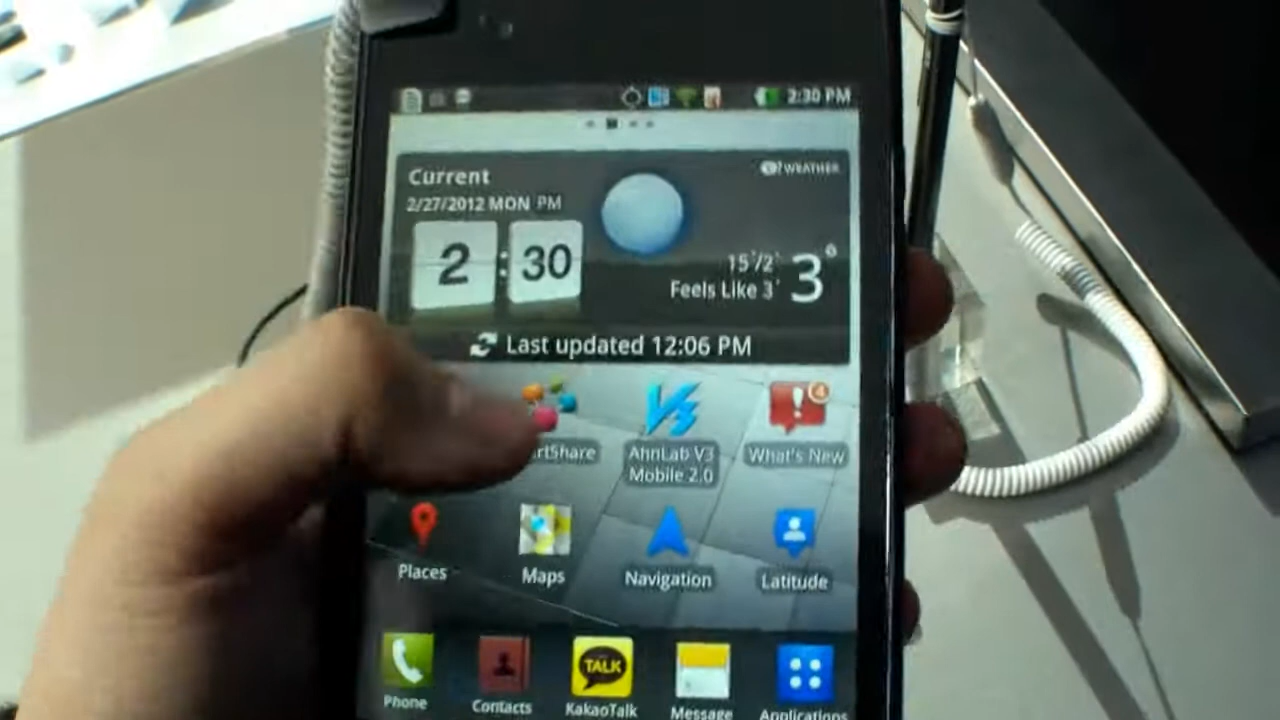 2:30 PM
Current
WEATHER
2/27/2012 MON PM
2:30
15°/2°
3°
Feels Like 3°
Last updated 12:06 PM
rtShare
AhnLab V3
Mobile 2.0
What's New
4
Places
Maps
Navigation
Latitude
TALK
Phone
Contacts
KakaoTalk
Message
Applications